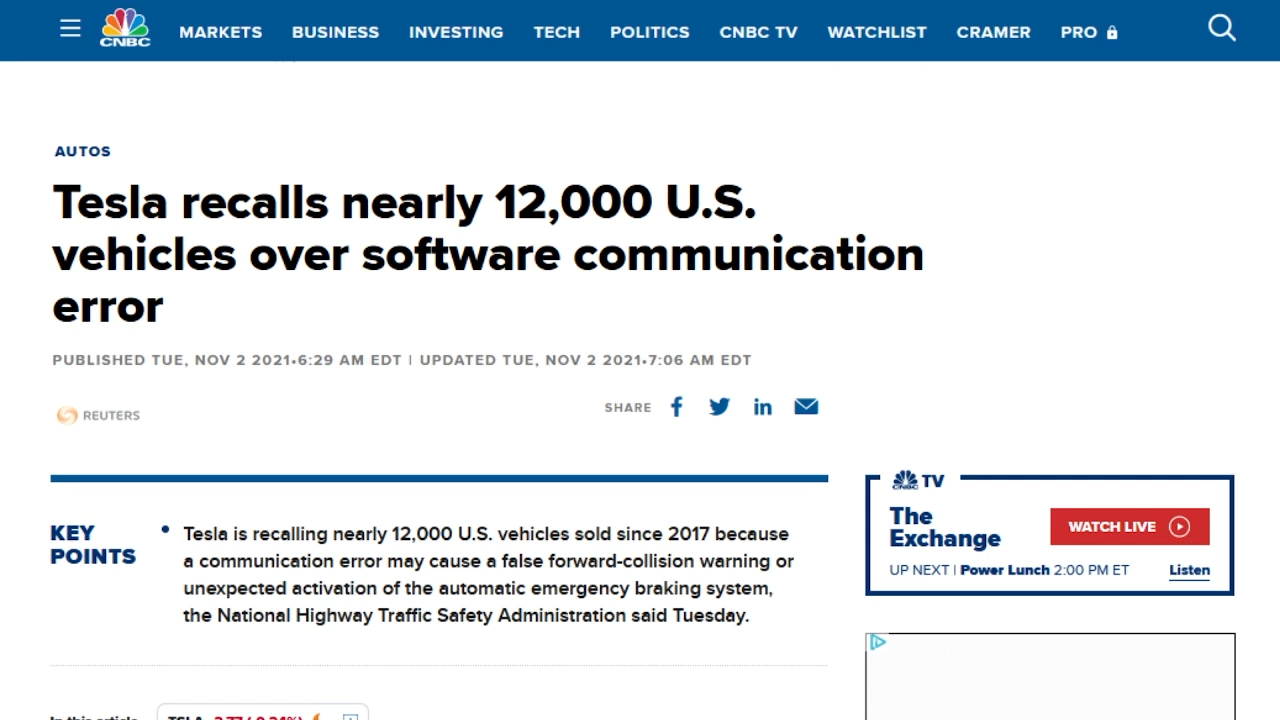 CNBC MARKETS BUSINESS INVESTING TECH POLITICS CNBC TV WATCHLIST CRAMER PRO
AUTOS
Tesla recalls nearly 12,000 U.S.
vehicles over software communication
error
PUBLISHED TUE, NOV 2 2021•6:29 AM EDT | UPDATED TUE, NOV 2 2021•7:06 AM EDT
REUTERS
SHARE
KEY
POINTS
• Tesla is recalling nearly 12,000 U.S. vehicles sold since 2017 because
a communication error may cause a false forward-collision warning or
unexpected activation of the automatic emergency braking system,
the National Highway Traffic Safety Administration said Tuesday.
In this article
CNBC TV
The
Exchange
WATCH LIVE
UP NEXT | Power Lunch 2:00 PM ET
Listen